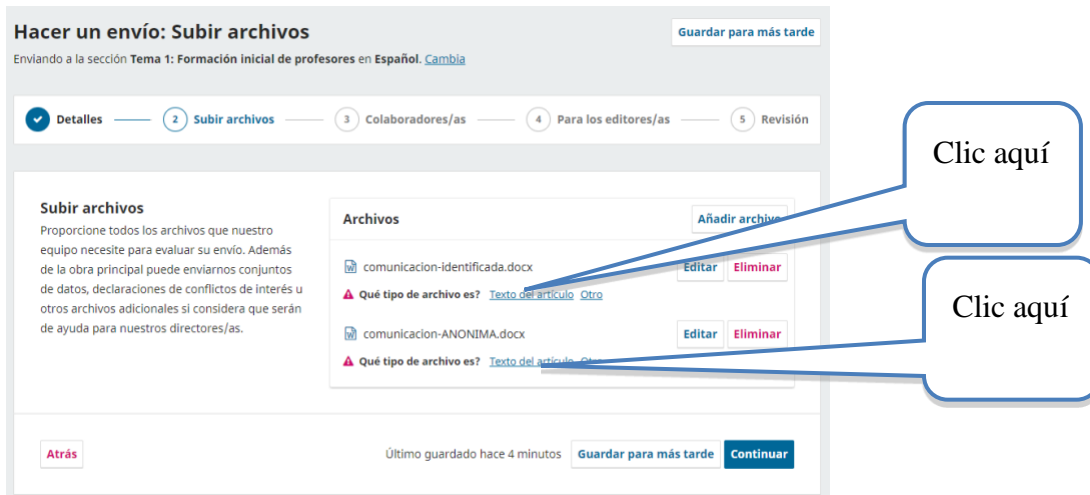 Hacer un envío: Subir archivos
Guardar para más tarde
Enviando a la sección Tema 1: Formación inicial de profesores en Español. Cambia
Detalles
2 Subir archivos
3 Colaboradores/as
4 Para los editores/as
5 Revisión
Clic aquí
Subir archivos
Proporcione todos los archivos que nuestro
equipo necesite para evaluar su envío. Además
de la obra principal puede enviarnos conjuntos
de datos, declaraciones de conflictos de interés u
otros archivos adicionales si considera que serán
de ayuda para nuestros directores/as.
Archivos
Añadir archivo
comunicacion-identificada.docx
Editar Eliminar
Qué tipo de archivo es? Texto del artículo Otro
Clic aquí
comunicacion-ANONIMA.docx
Editar Eliminar
Qué tipo de archivo es? Texto del artículo Otro
Atrás
Último guardado hace 4 minutos
Guardar para más tarde
Continuar